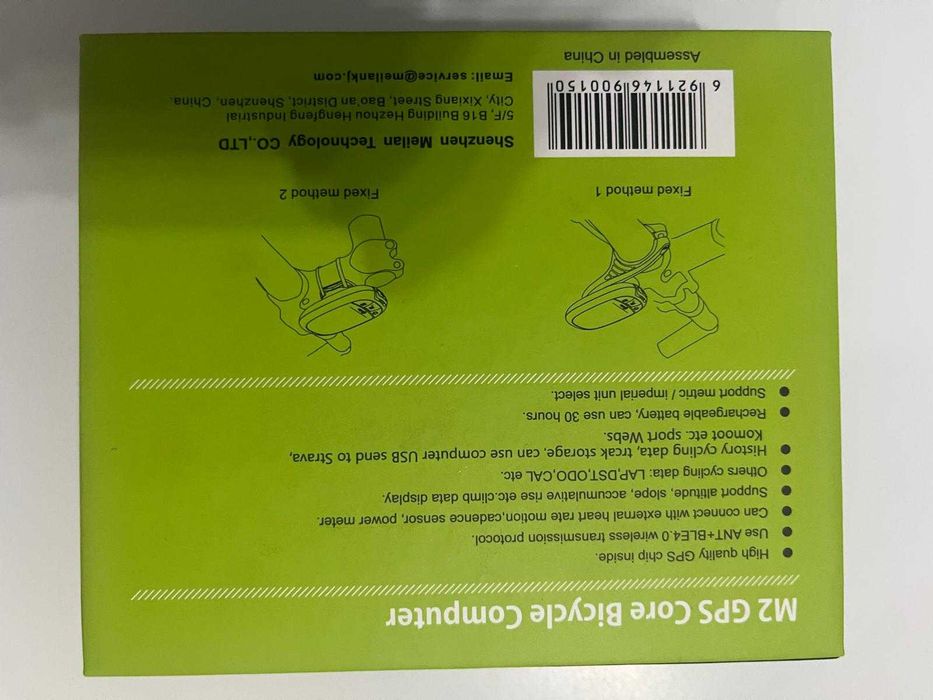 M2 GPS Core Bicycle Computer
High quality GPS chip inside.
Use ANT+BLE4.0 wireless transmission protocol.
Can connect with external heart rate motion,cadence sensor, power meter.
Support altitude, slope, accumulative rise etc.climb data display.
Others cycling data: LAP,DST,ODO,CAL etc.
History cycling data, trcak storage, can use computer USB send to Strava,
Komoot etc. sport Webs.
Rechargeable battery, can use 30 hours.
Support metric / imperial unit select.
Fixed method 1
Fixed method 2
6 921146 900150
Assembled in China
Shenzhen Meilan Technology CO.,LTD
5/F, B16 Building Hezhou Hengfeng Industrial
City, Xixiang Street, Bao'an District, Shenzhen, China.
Email: service@meilankj.com